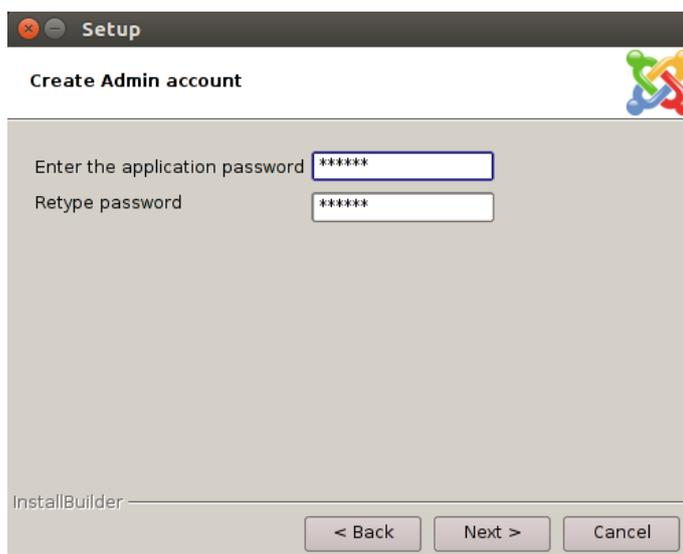 Setup
Create Admin account
Enter the application password ******
Retype password ******
InstallBuilder
< Back Next > Cancel